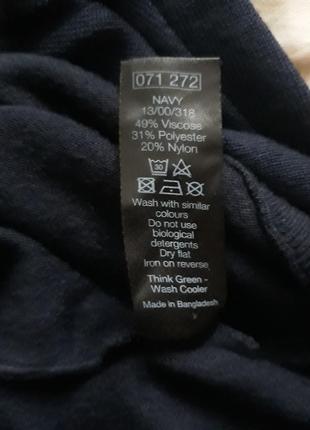 071 272
NAVY
13/00/318
49% Viscose
31% Polyester
20% Nylon
30
Wash with similar
colours
Do not use
biological
detergents
Dry flat
Iron on reverse
Think Green -
Wash Cooler
Made in Bangladesh